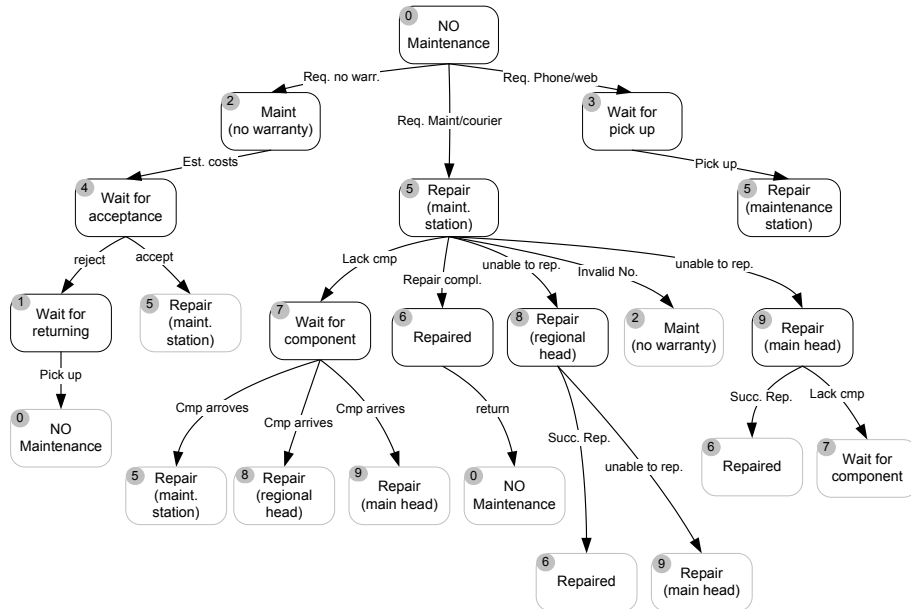 0
NO
Maintenance
Req. no warr.
Req. Phone/web
2
Maint
(no warranty)
3
Wait for
pick up
Req. Maint/courier
Est. costs
Pick up
4
Wait for
acceptance
5
Repair
(maint.
station)
5
Repair
(maintenance
station)
reject
accept
Lack cmp
Repair compl.
unable to rep.
Invalid No.
unable to rep.
1
Wait for
returning
5
Repair
(maint.
station)
7
Wait for
component
6
Repaired
8
Repair
(regional
head)
2
Maint
(no warranty)
9
Repair
(main head)
Pick up
Cmp arroves
Cmp arrives
Cmp arrives
return
Succ. Rep.
unable to rep.
Succ. Rep.
Lack cmp
0
NO
Maintenance
5
Repair
(maint.
station)
8
Repair
(regional
head)
9
Repair
(main head)
0
NO
Maintenance
6
Repaired
7
Wait for
component
6
Repaired
9
Repair
(main head)